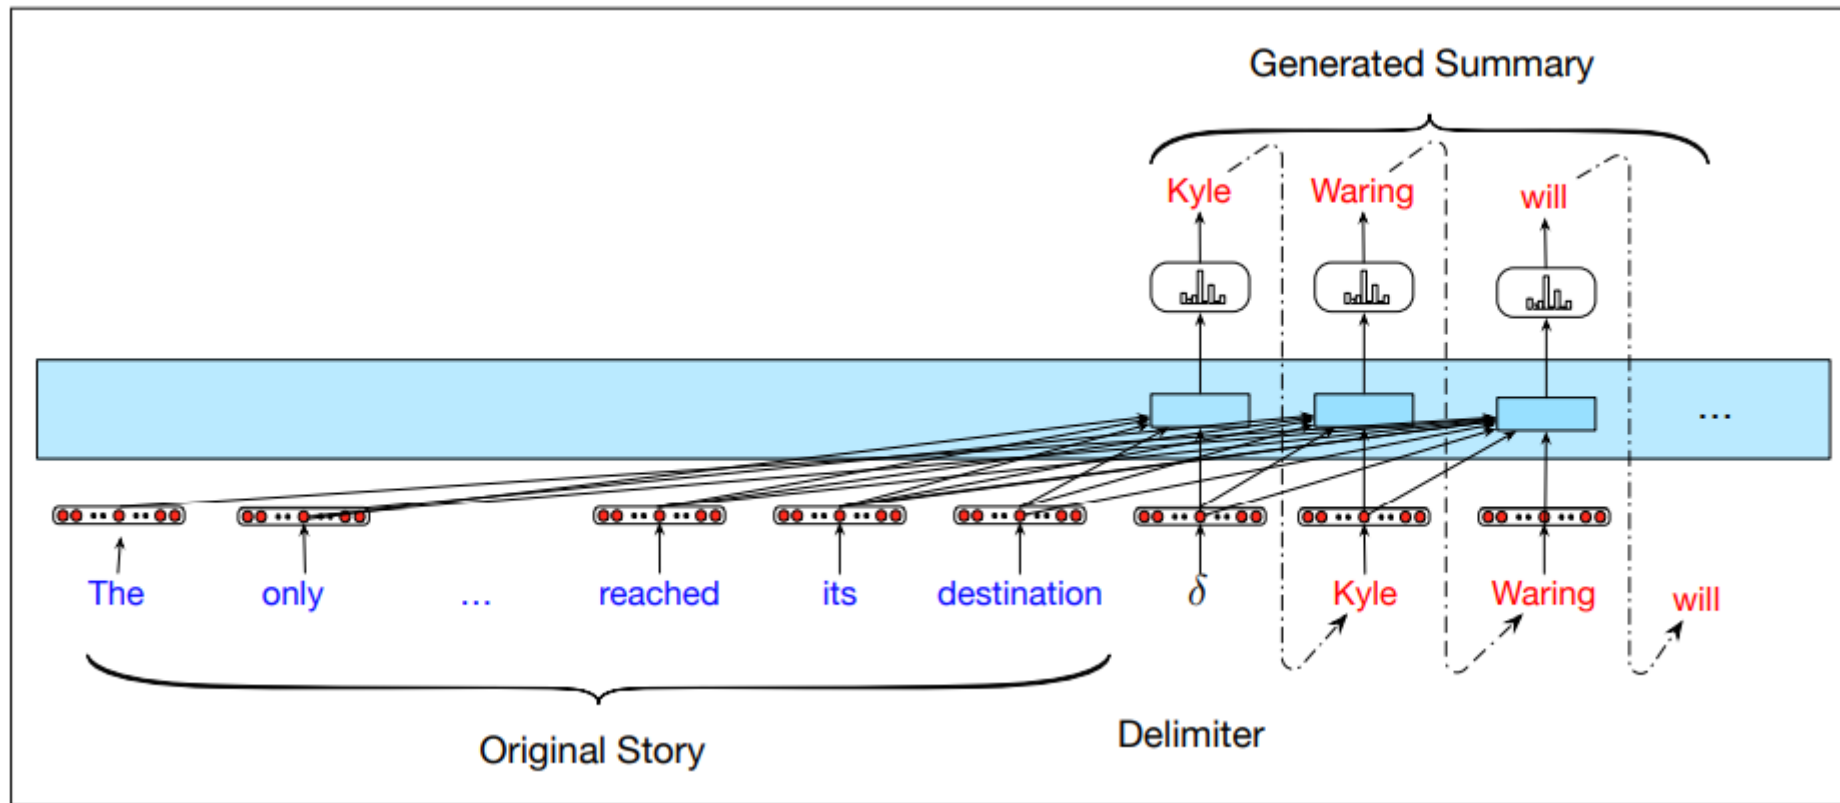 Generated Summary
Kyle Waring will
...
The only ... reached its destination δ Kyle Waring will
Original Story
Delimiter